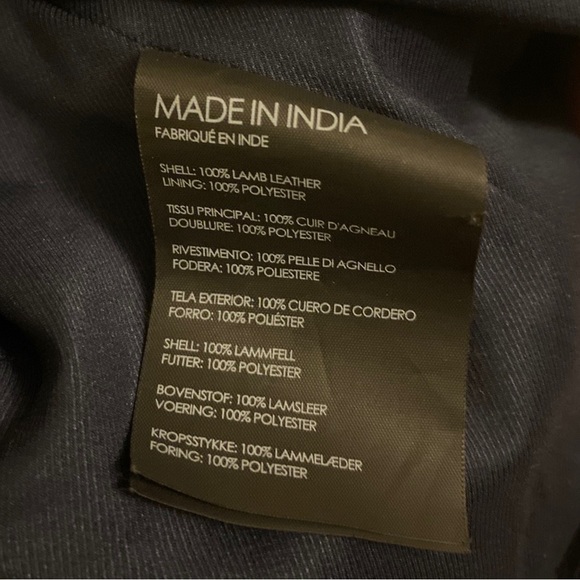 MADE IN INDIA
FABRIQUÉ EN INDE
SHELL: 100% LAMB LEATHER
LINING: 100% POLYESTER
TISSU PRINCIPAL: 100% CUIR D'AGNEAU
DOUBLURE: 100% POLYESTER
RIVESTIMENTO: 100% PELLE DI AGNELLO
FODERA: 100% POLIESTERE
TELA EXTERIOR: 100% CUERO DE CORDERO
FORRO: 100% POLIÉSTER
SHELL: 100% LAMMFELL
FUTTER: 100% POLYESTER
BOVENSTOF: 100% LAMSLEER
VOERING: 100% POLYESTER
KROPSSTYKKE: 100% LAMMELÆDER
FORING: 100% POLYESTER